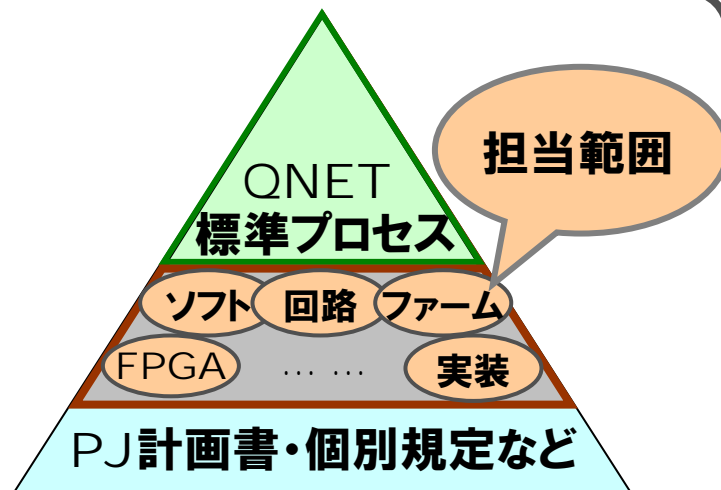 担当範囲
QNET
標準プロセス
ソフト 回路 ファーム
FPGA …… 実装
PJ計画書・個別規定など